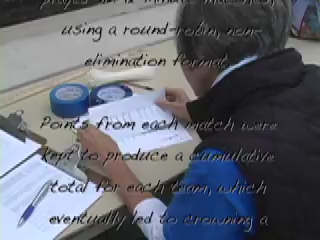 using a round-robin, non-
elimination format
Points from each match were
kept to produce a cumulative
total for each team, which
eventually led to crowning a